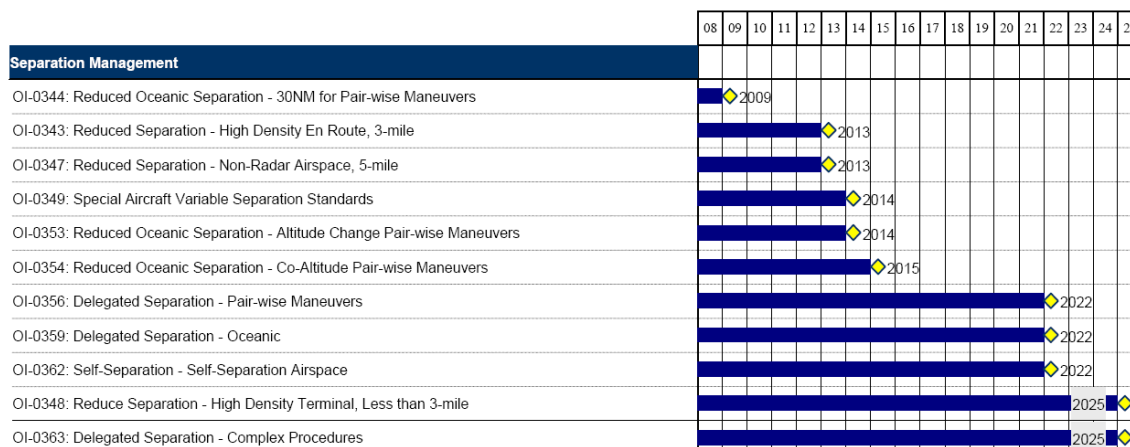 08 09 10 11 12 13 14 15 16 17 18 19 20 21 22 23 24 2
Separation Management
OI-0344: Reduced Oceanic Separation - 30NM for Pair-wise Maneuvers 2009
OI-0343: Reduced Separation - High Density En Route, 3-mile 2013
OI-0347: Reduced Separation - Non-Radar Airspace, 5-mile 2013
OI-0349: Special Aircraft Variable Separation Standards 2014
OI-0353: Reduced Oceanic Separation - Altitude Change Pair-wise Maneuvers 2014
OI-0354: Reduced Oceanic Separation - Co-Altitude Pair-wise Maneuvers 2015
OI-0356: Delegated Separation - Pair-wise Maneuvers 2022
OI-0359: Delegated Separation - Oceanic 2022
OI-0362: Self-Separation - Self-Separation Airspace 2022
OI-0348: Reduce Separation - High Density Terminal, Less than 3-mile 2025
OI-0363: Delegated Separation - Complex Procedures 2025